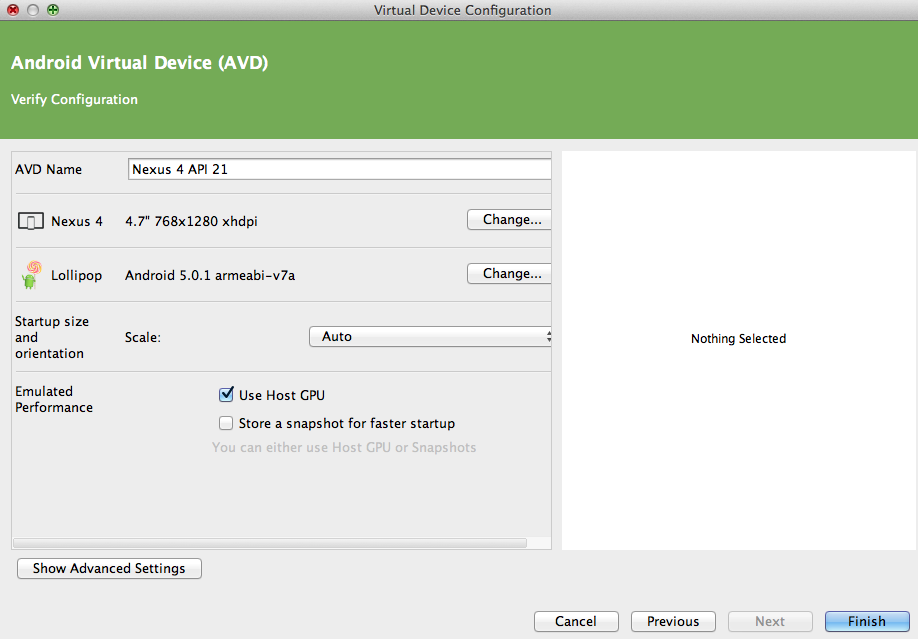 Virtual Device Configuration
Android Virtual Device (AVD)
Verify Configuration
AVD Name
Nexus 4 API 21
Nexus 4
4.7" 768x1280 xhdpi
Change...
Lollipop
Android 5.0.1 armeabi-v7a
Change...
Startup size
and
orientation
Scale:
Auto
Nothing Selected
Emulated
Performance
Use Host GPU
Store a snapshot for faster startup
You can either use Host GPU or Snapshots
Show Advanced Settings
Cancel
Previous
Next
Finish